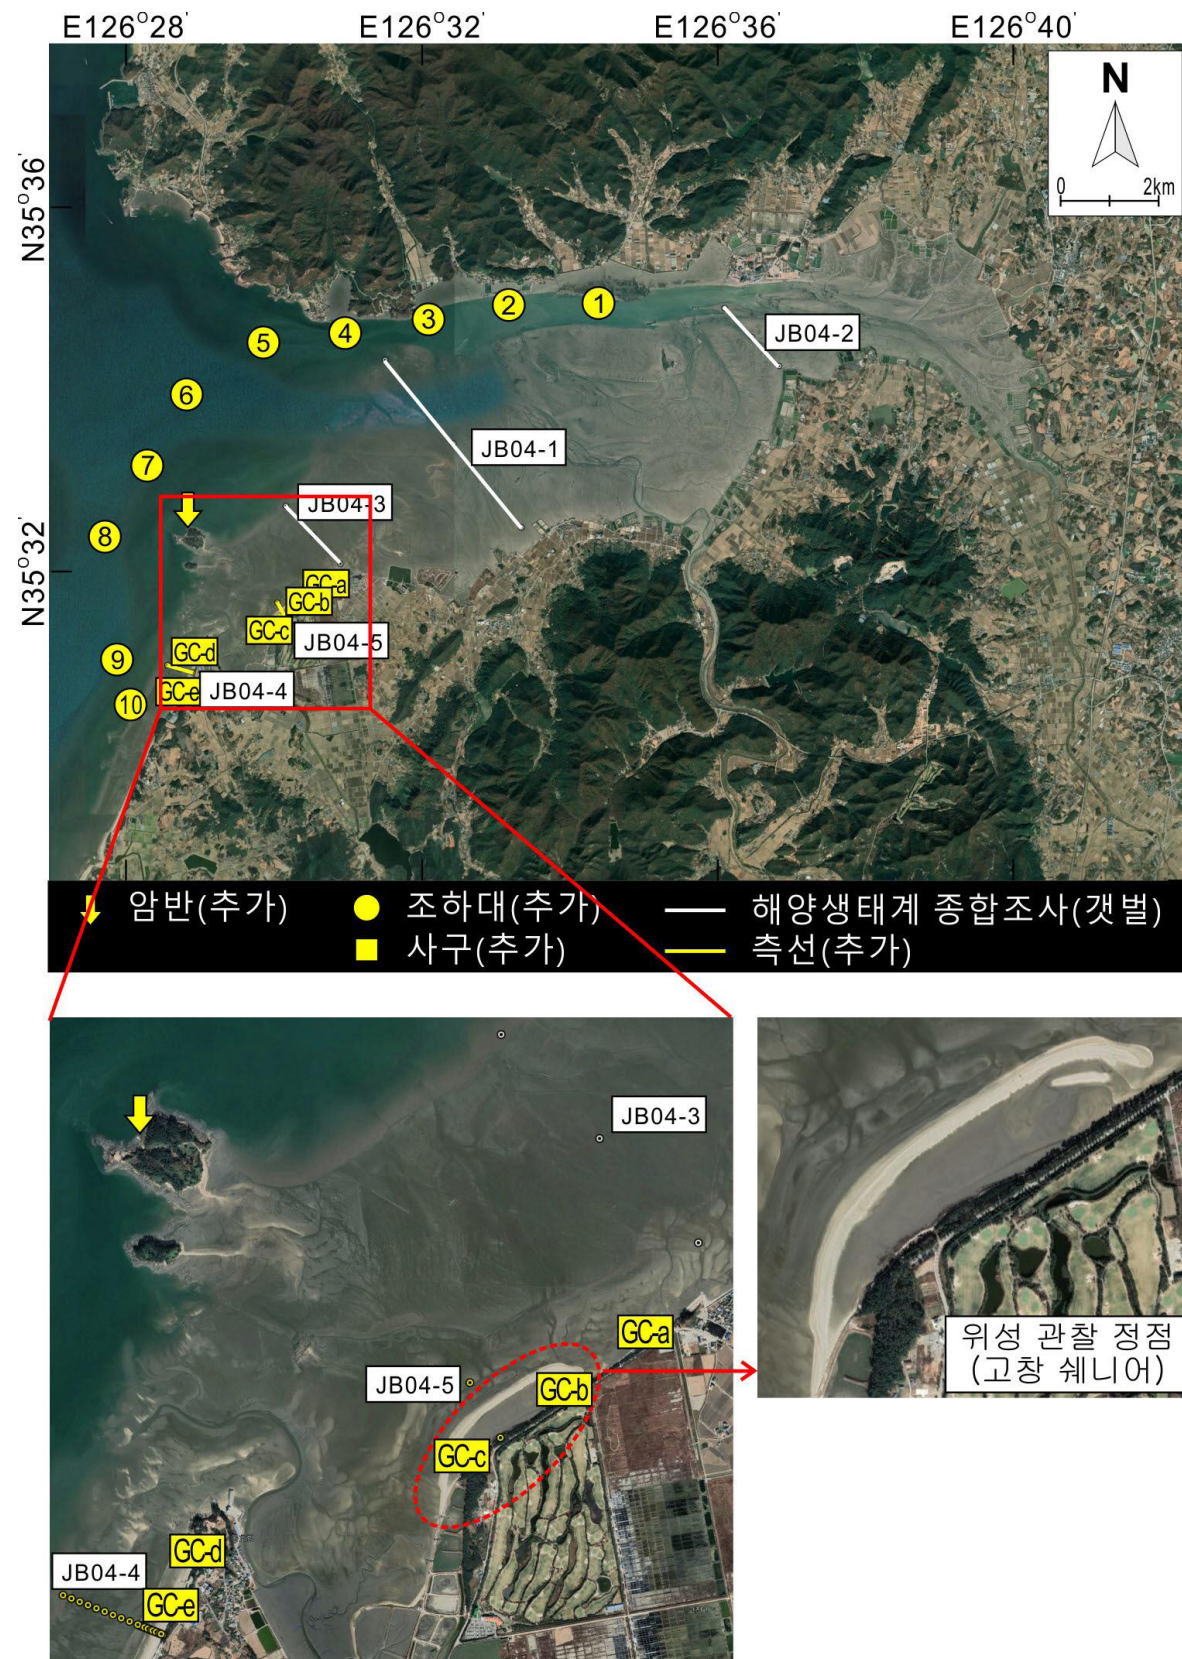 E126°28' E126°32' E126°36' E126°40'
N
0 2km
N35°36'
1
2
3
4
5
JB04-2
6
JB04-1
7
JB04-3
8
N35°32'
GC-a
GC-b
GC-c
JB04-5
9
GC-d
GC-e
JB04-4
10
암반(추가) 조하대(추가) 해양생태계 종합조사(갯벌)
사구(추가) 측선(추가)
JB04-3
GC-a
JB04-5
GC-b
GC-c
위성 관찰 정점
(고창 쉐니어)
GC-d
JB04-4
GC-e